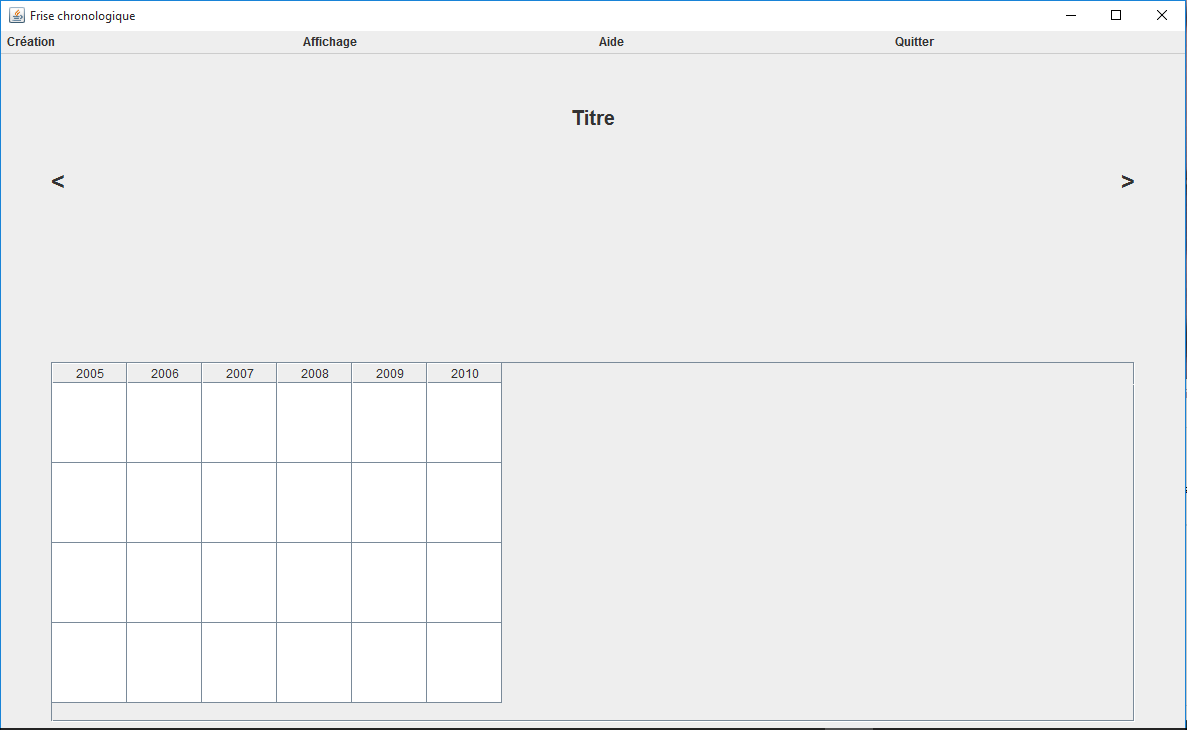 Frise chronologique
Création Affichage Aide Quitter
Titre
< >
2005 2006 2007 2008 2009 2010